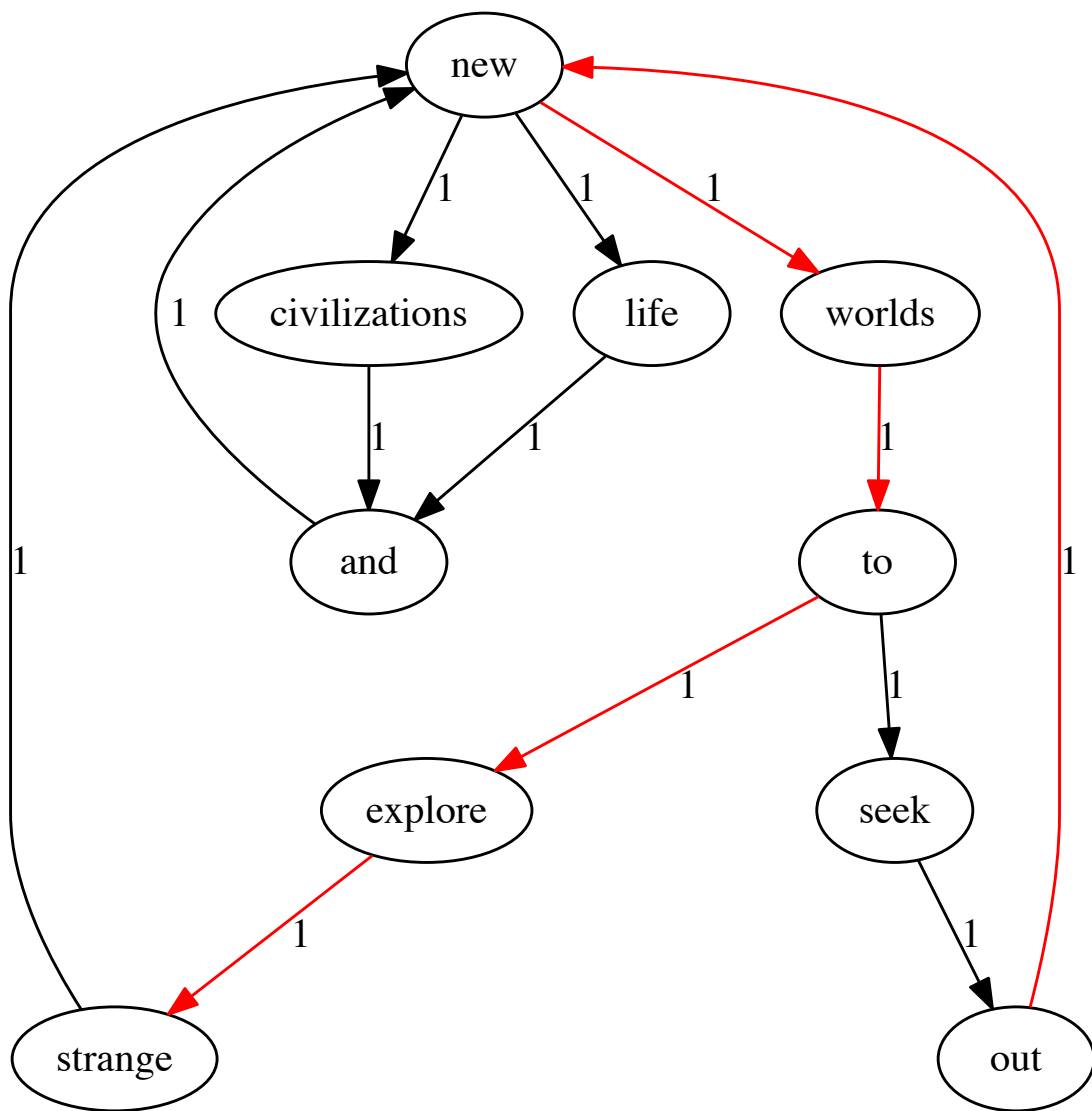 new
1 1 1
civilizations life worlds
1
1 1 1
and to
1 1
1 1
explore seek
1 1
strange out